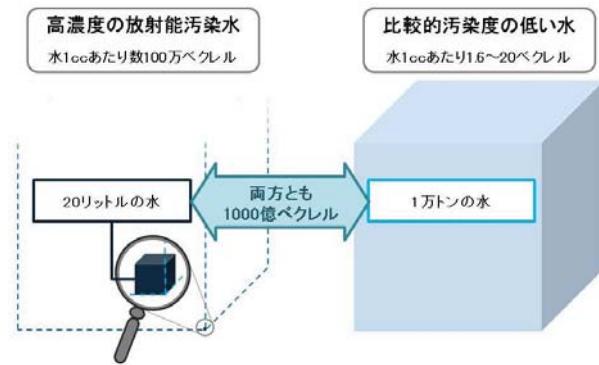 高濃度の放射能汚染水
水1ccあたり数100万ベクレル
比較的汚染度の低い水
水1ccあたり1.6～20ベクレル
20リットルの水
両方とも
1000億ベクレル
1万トンの水